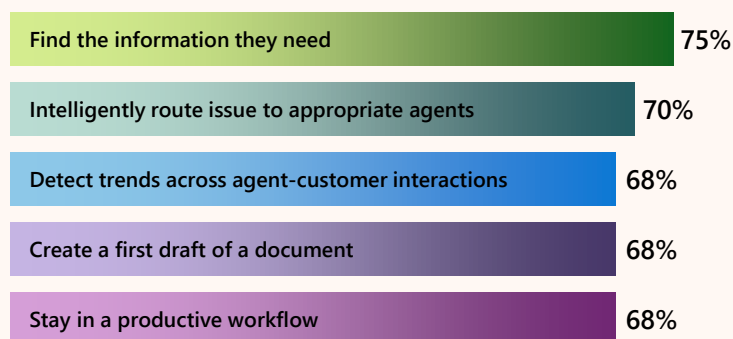 Find the information they need 75%
Intelligently route issue to appropriate agents 70%
Detect trends across agent-customer interactions 68%
Create a first draft of a document 68%
Stay in a productive workflow 68%